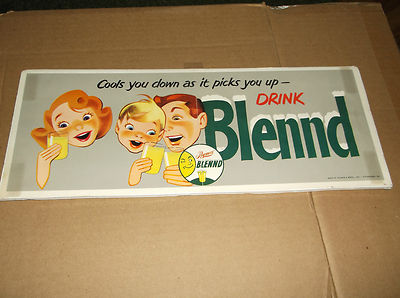 Cools you down as it picks you up —
DRINK
Blennd
BLENND